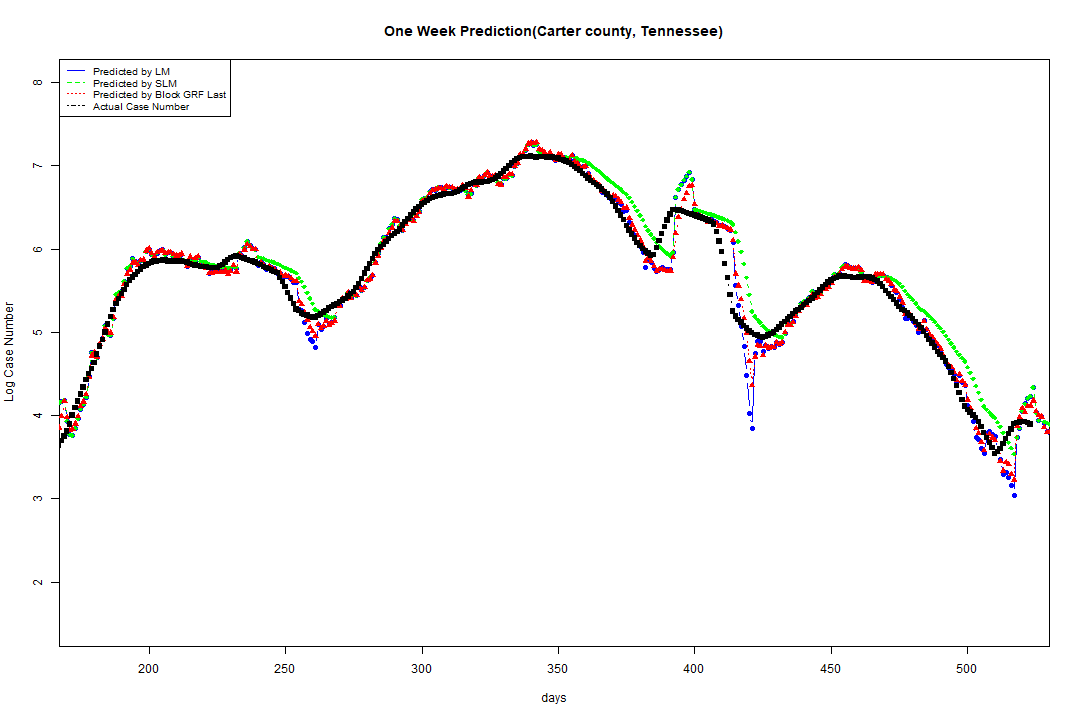 One Week Prediction(Carter county, Tennessee)
Predicted by LM
Predicted by SLM
Predicted by Block GRF Last
Actual Case Number
8
7
6
5
4
3
2
Log Case Number
200 250 300 350 400 450 500
days